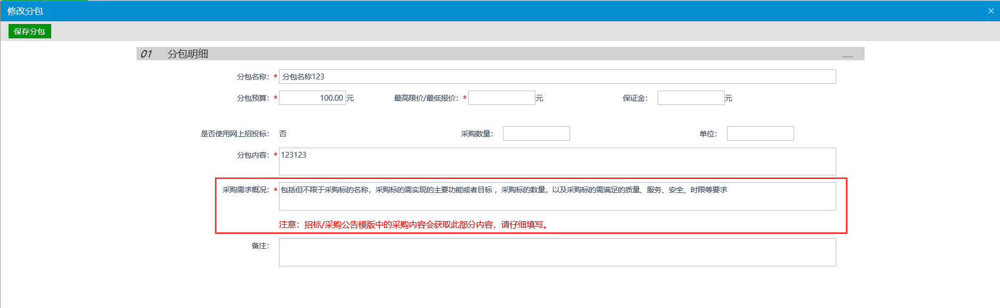 修改分包
保存分包
01 分包明细
分包名称：* 分包名称123
分包预算：* 100.00 元 最高限价/最低报价：* 元 保证金： 元
是否使用网上招投标： 否 采购数量： 单位：
分包内容：* 123123
采购需求概况：* 包括但不限于采购标的名称，采购标的需实现的主要功能或者目标 ，采购标的数量，以及采购标的需满足的质量、服务、安全、时限等要求
注意：招标/采购公告模版中的采购内容会获取此部分内容，请仔细填写。
备注：